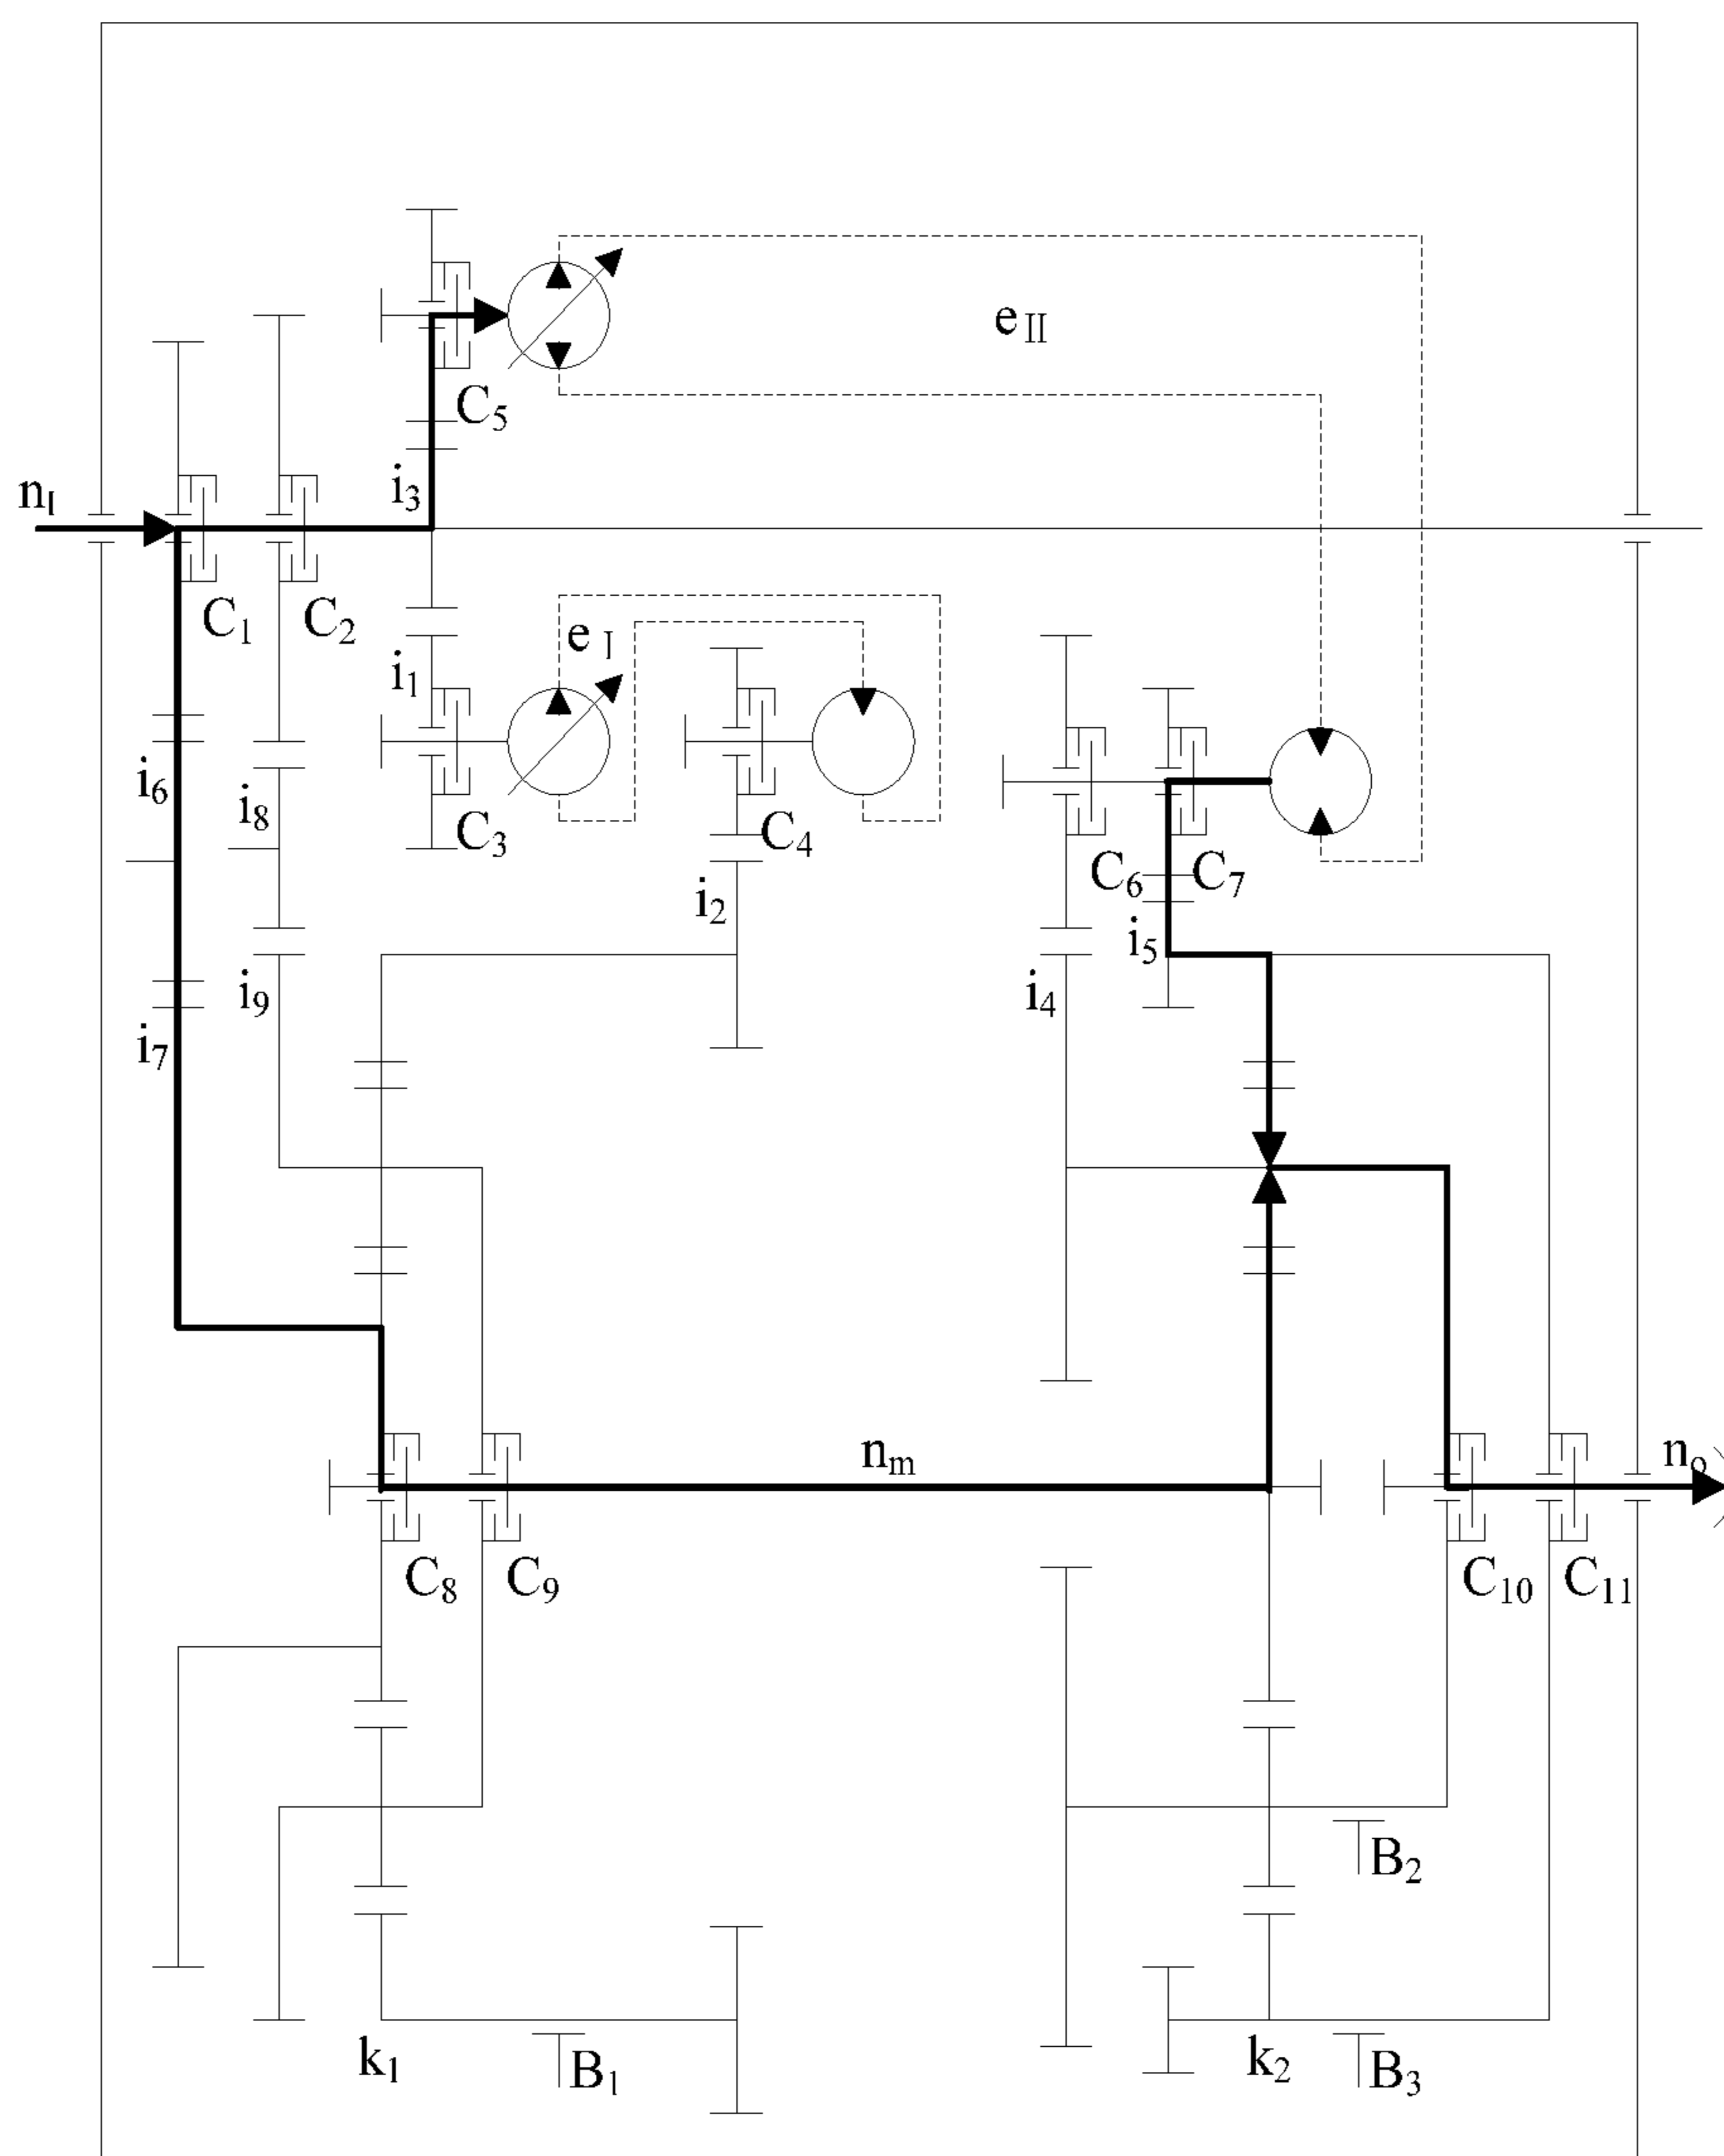 e_II
C_5
n_I
i_3
C_1
C_2
e_I
i_1
i_6
i_8
C_3
C_4
C_6
C_7
i_2
i_5
i_9
i_4
i_7
n_m
n_o
C_8
C_9
C_10
C_11
B_2
k_1
B_1
k_2
B_3